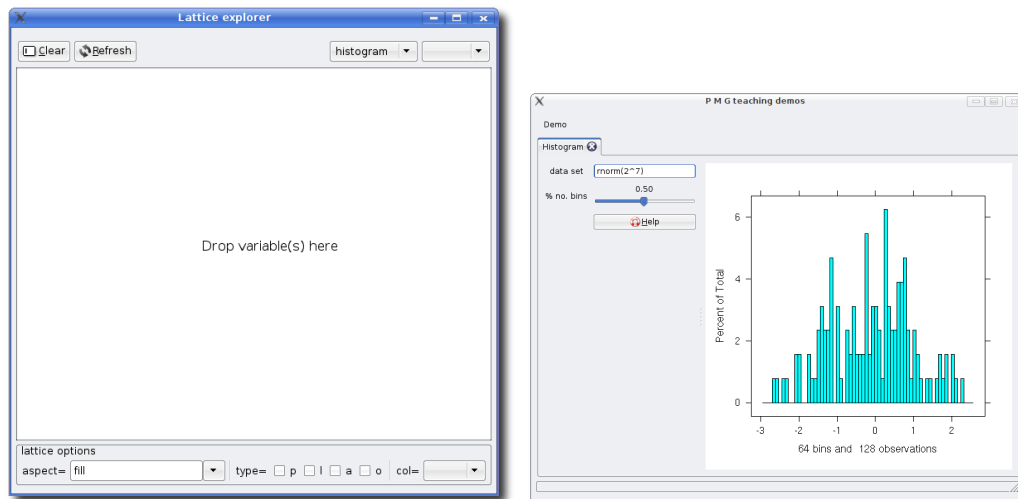 Lattice explorer
Clear Refresh histogram
Drop variable(s) here
lattice options
aspect= fill type= p l a o col=
P M G teaching demos
Demo
Histogram
data set rnorm(2^7)
% no. bins 0.50
Help
Percent of Total
6
4
2
0
-3 -2 -1 0 1 2
64 bins and 128 observations